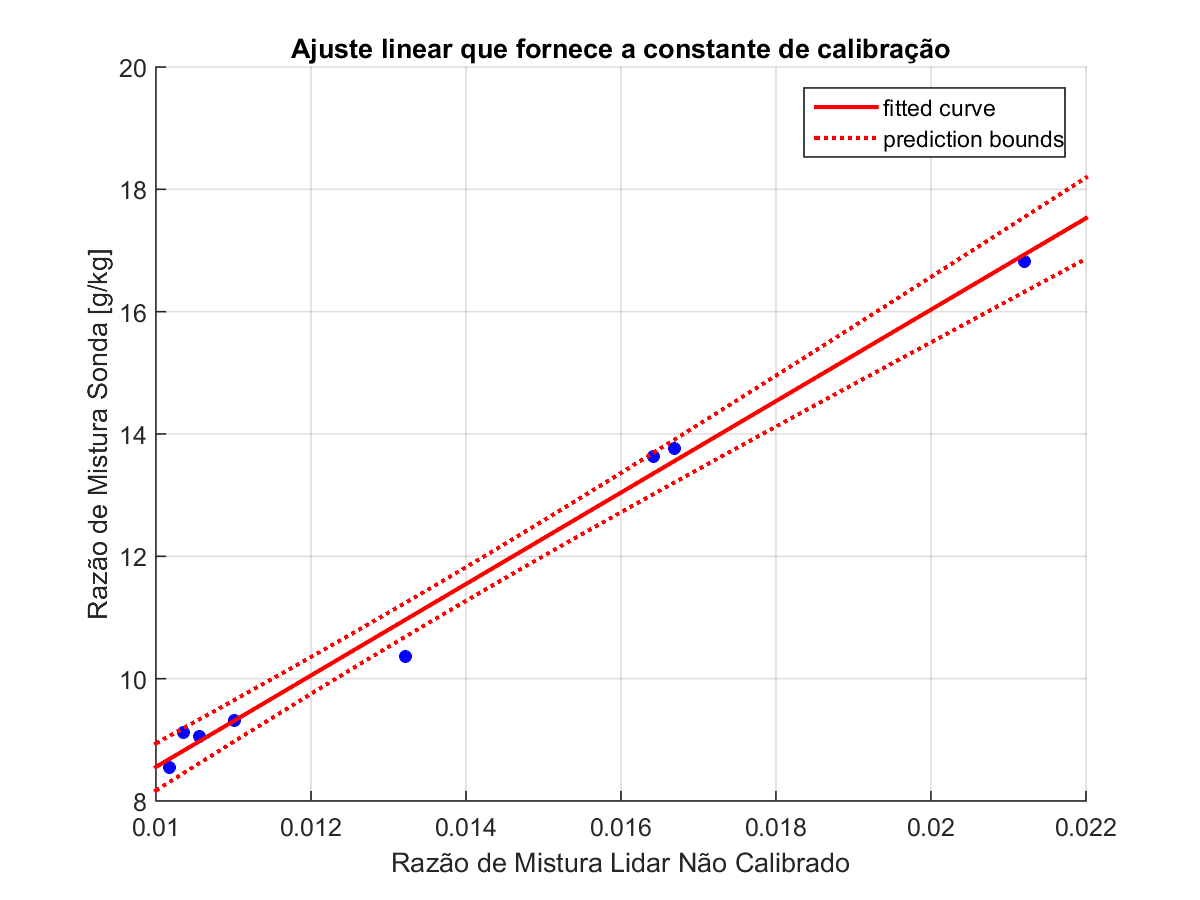 Ajuste linear que fornece a constante de calibração
fitted curve
prediction bounds
20
18
16
14
12
10
8
Razão de Mistura Sonda [g/kg]
0.01 0.012 0.014 0.016 0.018 0.02 0.022
Razão de Mistura Lidar Não Calibrado